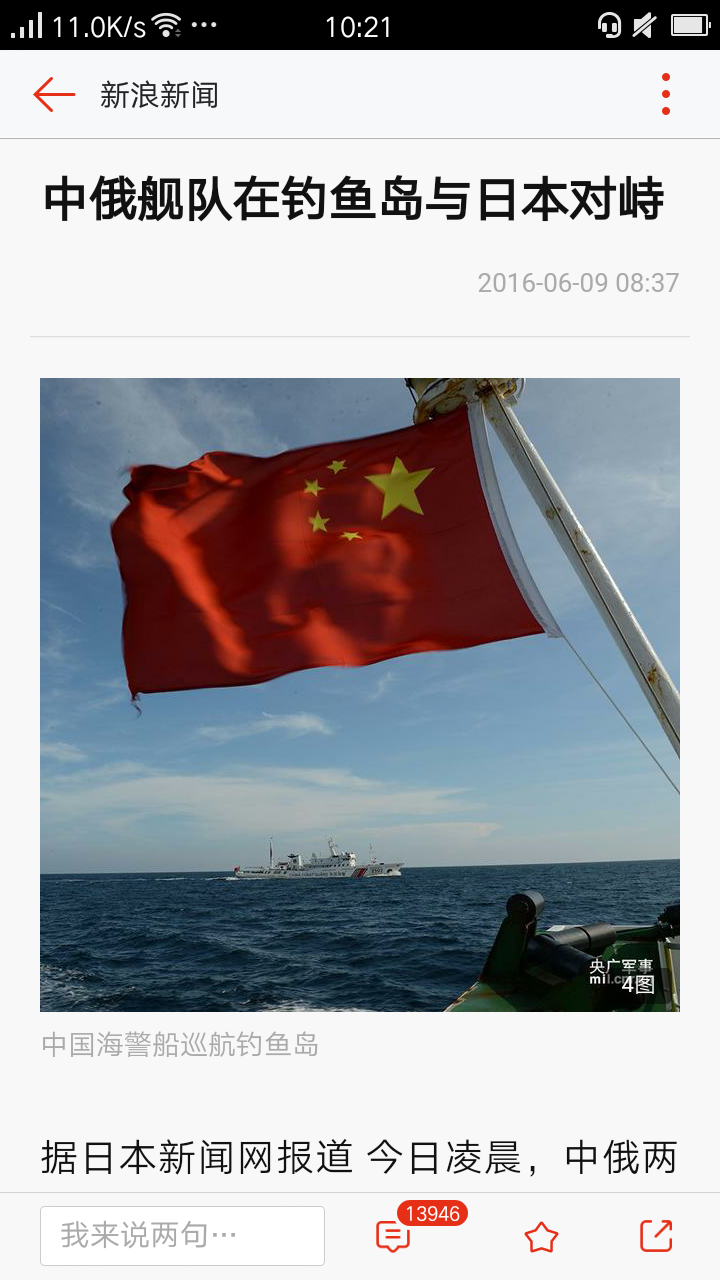 11.0K/s ··· 10:21
新浪新闻
中俄舰队在钓鱼岛与日本对峙
2016-06-09 08:37
央广军事
4图
中国海警船巡航钓鱼岛
据日本新闻网报道 今日凌晨，中俄两
我来说两句···
13946